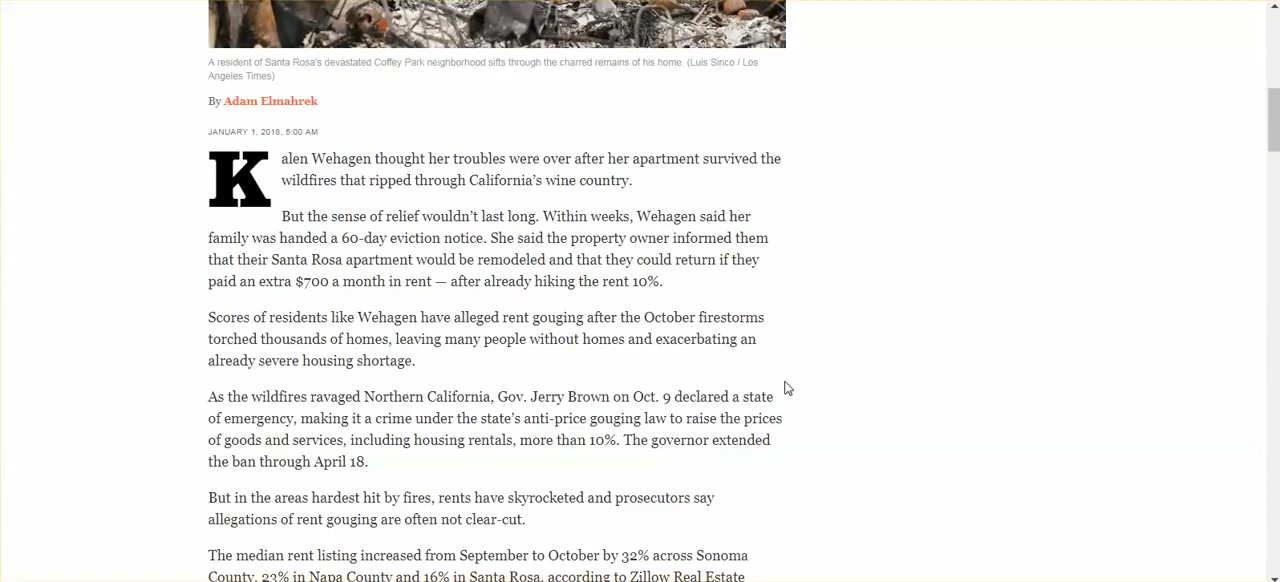 A resident of Santa Rosa's devastated Coffey Park neighborhood sifts through the charred remains of his home. (Luis Sinco / Los
Angeles Times)
By Adam Elmahrek
JANUARY 1, 2018, 5:00 AM
Kalen Wehagen thought her troubles were over after her apartment survived the
wildfires that ripped through California’s wine country.
But the sense of relief wouldn’t last long. Within weeks, Wehagen said her
family was handed a 60-day eviction notice. She said the property owner informed them
that their Santa Rosa apartment would be remodeled and that they could return if they
paid an extra $700 a month in rent — after already hiking the rent 10%.
Scores of residents like Wehagen have alleged rent gouging after the October firestorms
torched thousands of homes, leaving many people without homes and exacerbating an
already severe housing shortage.
As the wildfires ravaged Northern California, Gov. Jerry Brown on Oct. 9 declared a state
of emergency, making it a crime under the state’s anti-price gouging law to raise the prices
of goods and services, including housing rentals, more than 10%. The governor extended
the ban through April 18.
But in the areas hardest hit by fires, rents have skyrocketed and prosecutors say
allegations of rent gouging are often not clear-cut.
The median rent listing increased from September to October by 32% across Sonoma
County, 23% in Napa County and 16% in Santa Rosa, according to Zillow Real Estate